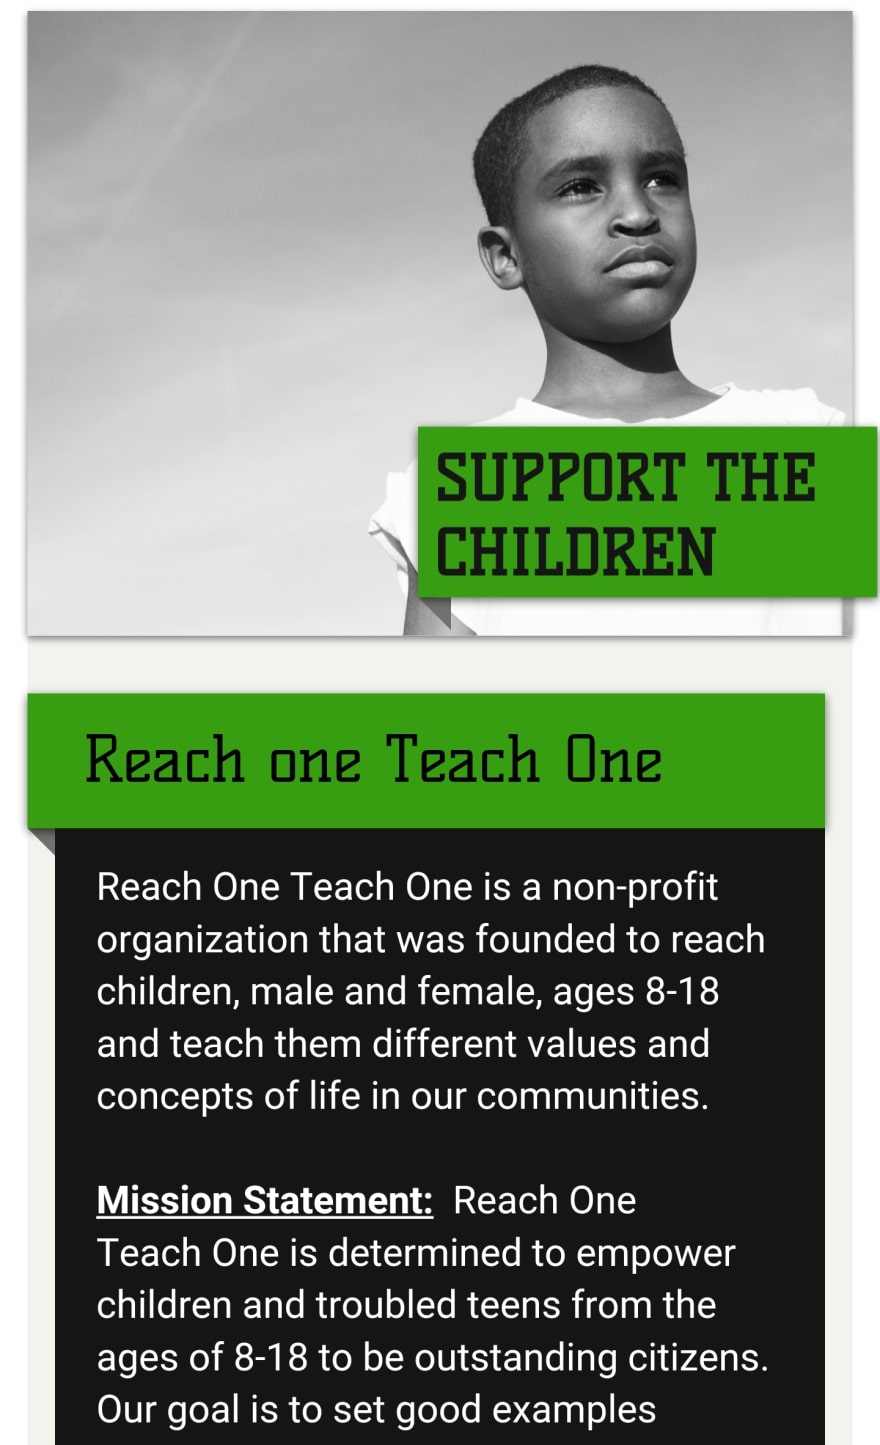 SUPPORT THE
CHILDREN
Reach one Teach One
Reach One Teach One is a non-profit
organization that was founded to reach
children, male and female, ages 8-18
and teach them different values and
concepts of life in our communities.
Mission Statement: Reach One
Teach One is determined to empower
children and troubled teens from the
ages of 8-18 to be outstanding citizens.
Our goal is to set good examples